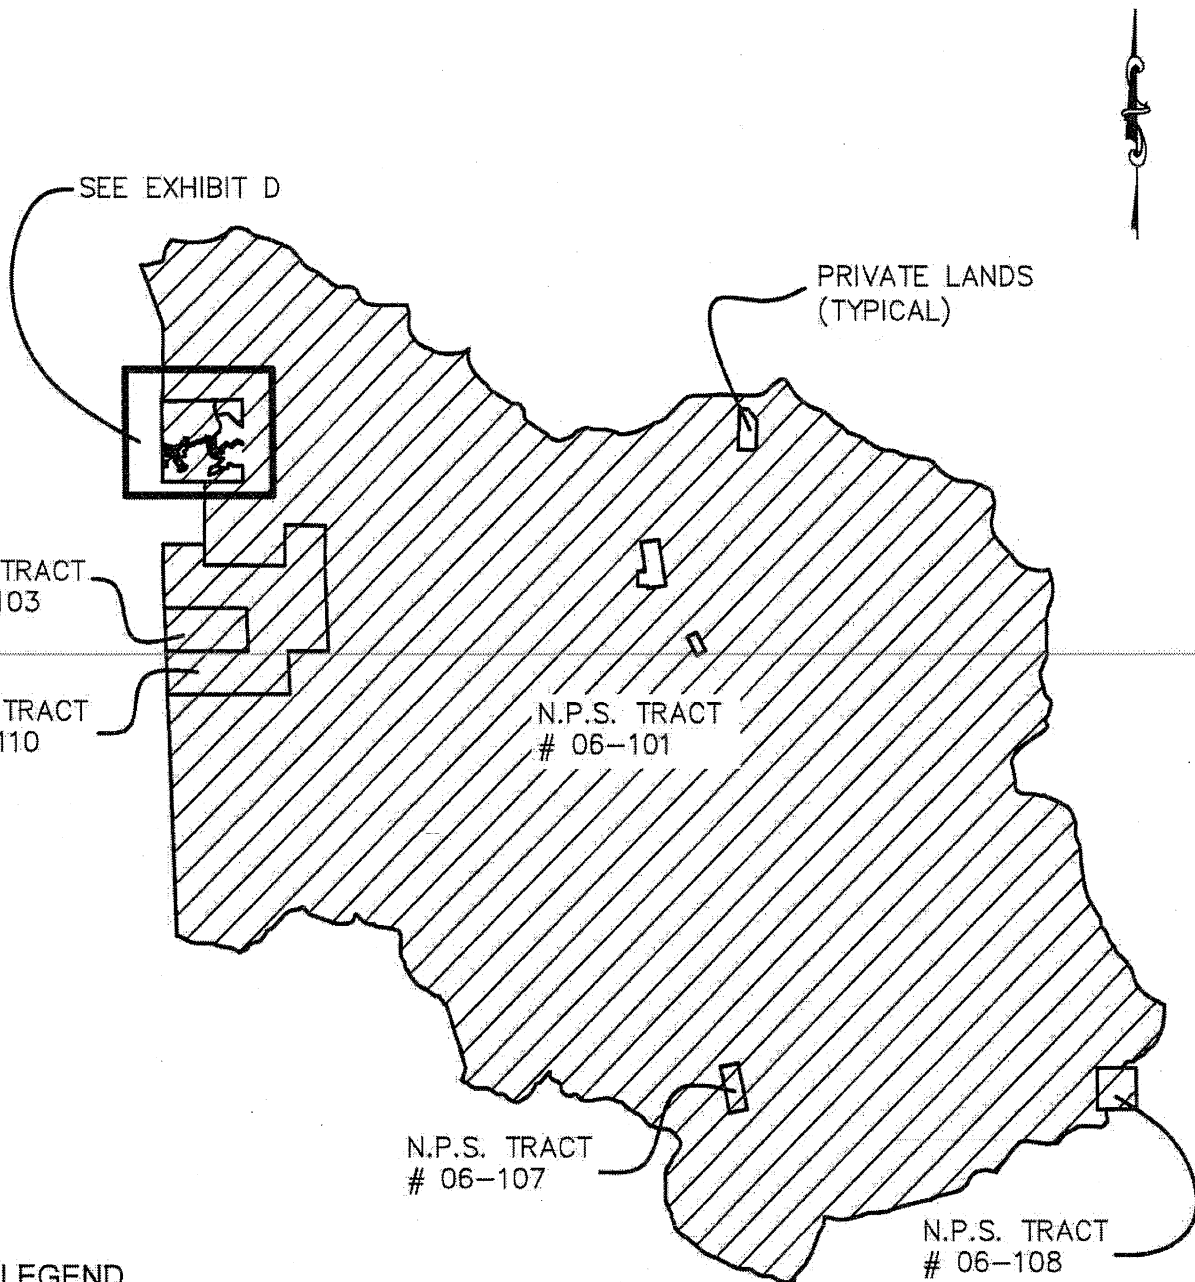 SEE EXHIBIT D
PRIVATE LANDS
(TYPICAL)
TRACT
103
TRACT
110
N.P.S. TRACT
# 06-101
N.P.S. TRACT
# 06-107
N.P.S. TRACT
# 06-108
LEGEND